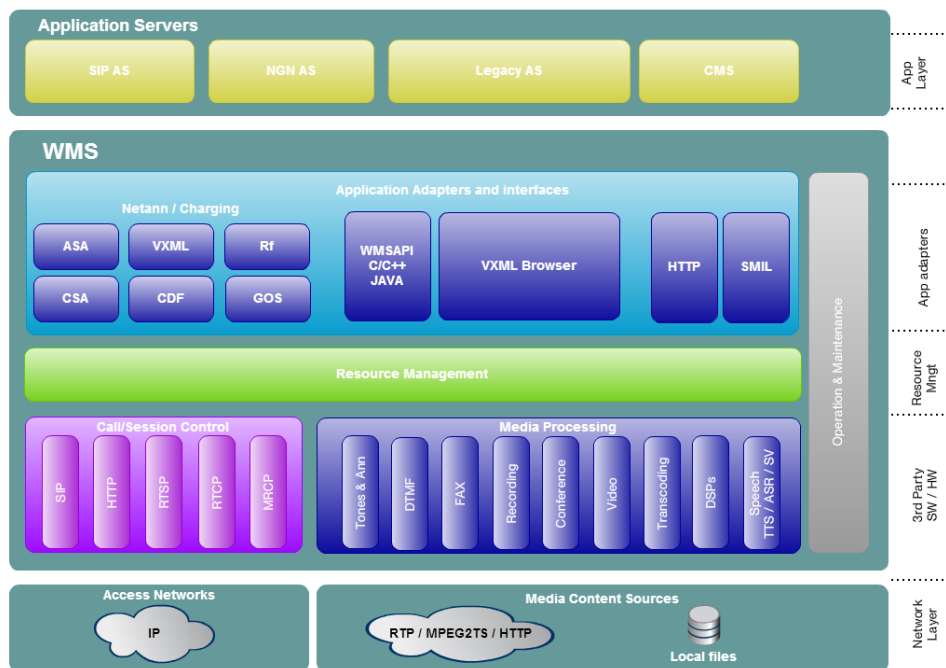 Application Servers
SIP AS
NGN AS
Legacy AS
CMS
App
Layer
WMS
Application Adapters and interfaces
Netann / Charging
ASA
VXML
Rf
CSA
CDF
GOS
WMSAPI
C/C++
JAVA
VXML Browser
HTTP
SMIL
App adapters
Operation & Maintenance
Resource Management
Resource
Mngt
Call/Session Control
SIP
HTTP
RTSP
RTCP
MRCP
Media Processing
Tones & Ann
DTMF
FAX
Recording
Conference
Video
Transcoding
DSPs
Speech
TTS / ASR / SV
3rd Party
SW / HW
Access Networks
IP
Media Content Sources
RTP / MPEG2TS / HTTP
Local files
Network
Layer